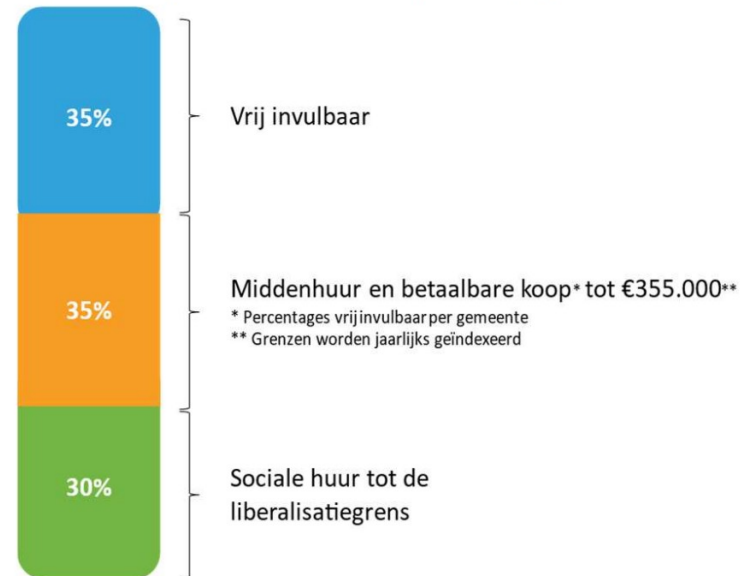 35%
Vrij invulbaar
35%
Middenhuur en betaalbare koop* tot €355.000**
* Percentages vrij invulbaar per gemeente
** Grenzen worden jaarlijks geïndexeerd
30%
Sociale huur tot de
liberalisatiegrens